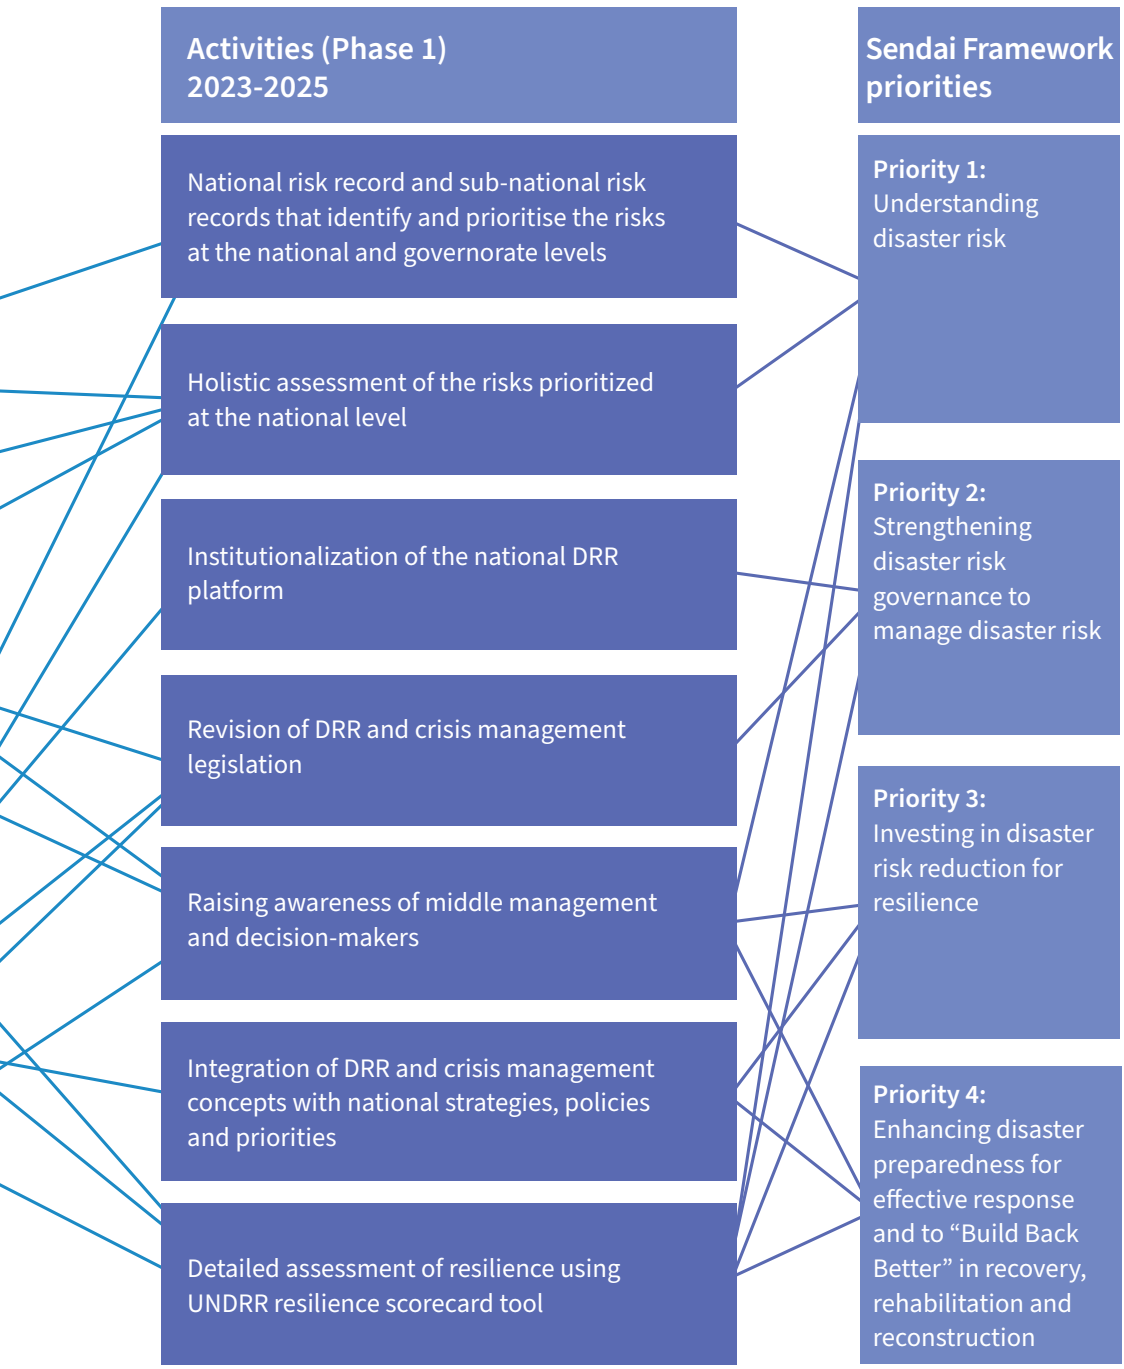 Activities (Phase 1)
2023-2025
National risk record and sub-national risk
records that identify and prioritise the risks
at the national and governorate levels
Holistic assessment of the risks prioritized
at the national level
Institutionalization of the national DRR
platform
Revision of DRR and crisis management
legislation
Raising awareness of middle management
and decision-makers
Integration of DRR and crisis management
concepts with national strategies, policies
and priorities
Detailed assessment of resilience using
UNDRR resilience scorecard tool
Sendai Framework
priorities
Priority 1:
Understanding
disaster risk
Priority 2:
Strengthening
disaster risk
governance to
manage disaster risk
Priority 3:
Investing in disaster
risk reduction for
resilience
Priority 4:
Enhancing disaster
preparedness for
effective response
and to “Build Back
Better” in recovery,
rehabilitation and
reconstruction